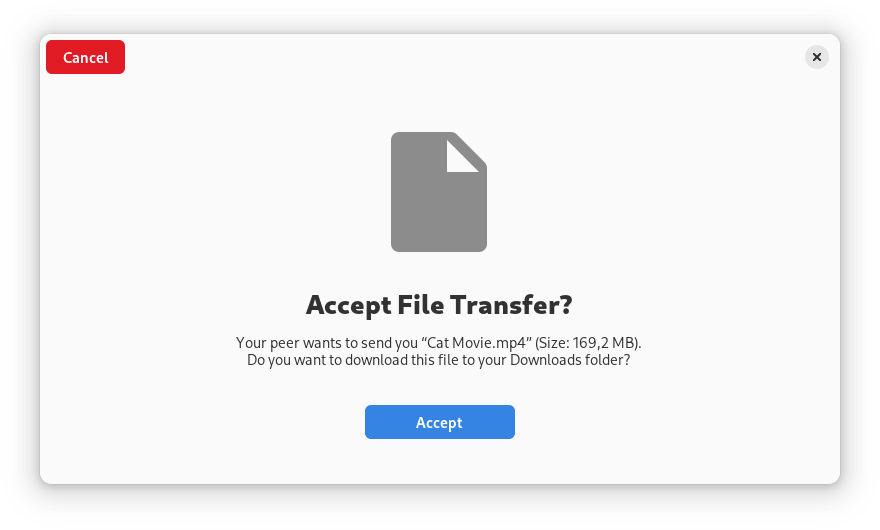 Cancel
Accept File Transfer?
Your peer wants to send you “Cat Movie.mp4” (Size: 169,2 MB).
Do you want to download this file to your Downloads folder?
Accept